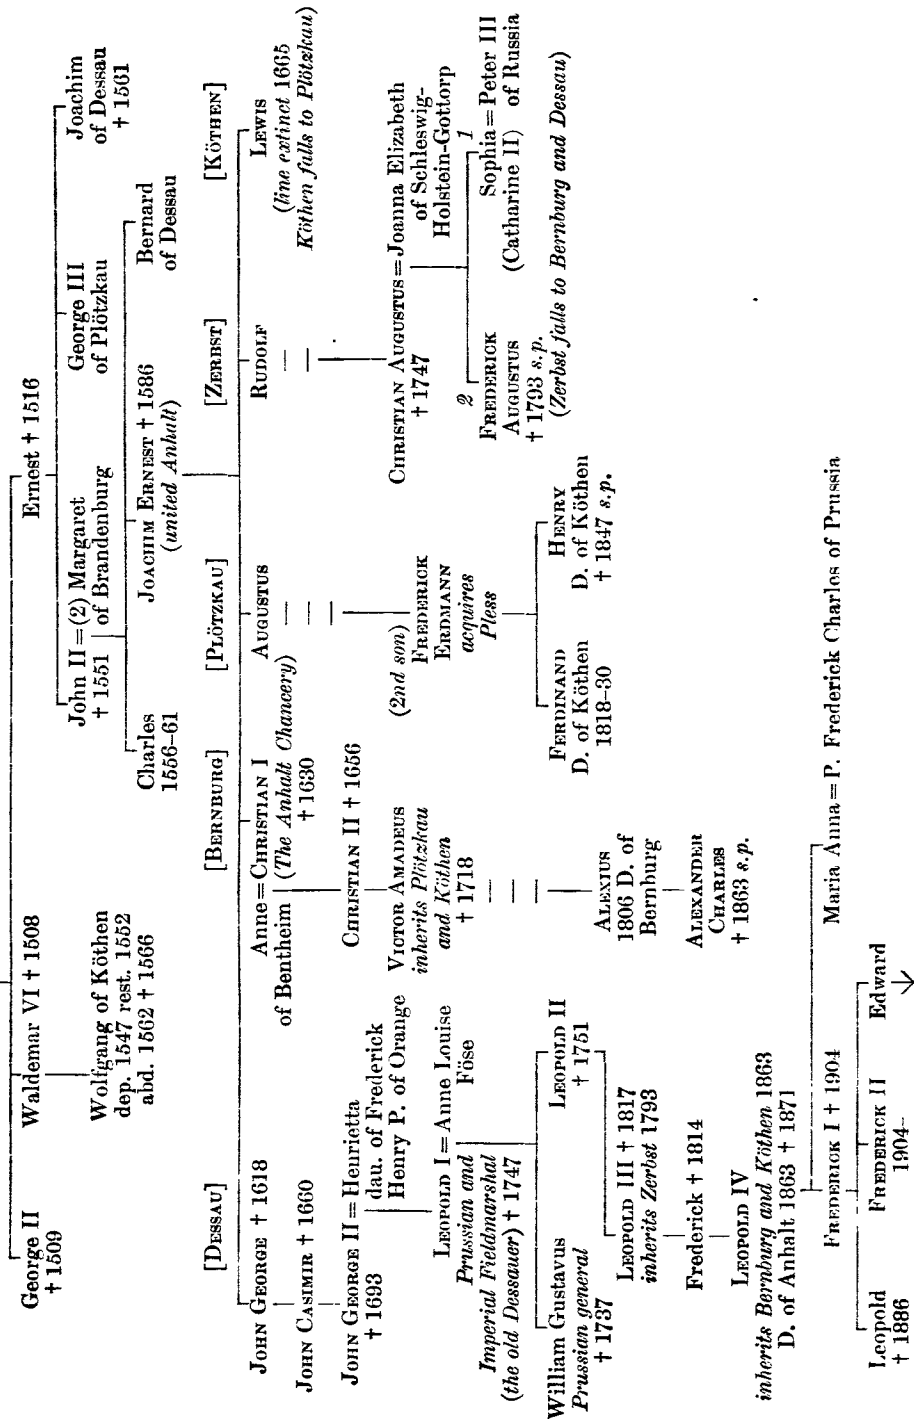 George II
† 1509
Waldemar VI † 1508
Ernest † 1516
Wolfgang of Köthen
dep. 1547 rest. 1552
abd. 1562 † 1566
John II = (2) Margaret
† 1551 of Brandenburg
George III
of Plötzkau
Joachim
of Dessau
† 1561
Charles
1556–61
JOACHIM ERNEST † 1586
(united Anhalt)
Bernard
of Dessau
[DESSAU]
[BERNBURG]
[PLÖTZKAU]
[ZERBST]
[KÖTHEN]
JOHN GEORGE † 1618
Anne = CHRISTIAN I
of Bentheim (The Anhalt Chancery)
† 1630
AUGUSTUS
RUDOLF
LEWIS
(line extinct 1665
Köthen falls to Plötzkau)
JOHN CASIMIR † 1660
CHRISTIAN II † 1656
JOHN GEORGE II = Henrietta
† 1693 dau. of Frederick
Henry P. of Orange
VICTOR AMADEUS
inherits Plötzkau
and Köthen
† 1718
(2nd son)
FREDERICK
ERDMANN
acquires
Pless
CHRISTIAN AUGUSTUS = Joanna Elizabeth
† 1747 of Schleswig-
Holstein-Gottorp
LEOPOLD I = Anne Louise
Prussian and Föse
Imperial Fieldmarshal
(the old Dessauer) † 1747
2 1
FREDERICK Sophia = Peter III
AUGUSTUS (Catharine II) of Russia
† 1793 s.p.
(Zerbst falls to Bernburg and Dessau)
William Gustavus
Prussian general
† 1737
LEOPOLD II
† 1751
ALEXIUS
1806 D. of
Bernburg
FERDINAND
D. of Köthen
1818–30
HENRY
D. of Köthen
† 1847 s.p.
LEOPOLD III † 1817
inherits Zerbst 1793
Frederick † 1814
ALEXANDER
CHARLES
† 1863 s.p.
LEOPOLD IV
inherits Bernburg and Köthen 1863
D. of Anhalt 1863 † 1871
FREDERICK I † 1904
Maria Anna = P. Frederick Charles of Prussia
Leopold
† 1886
FREDERICK II
1904–
Edward